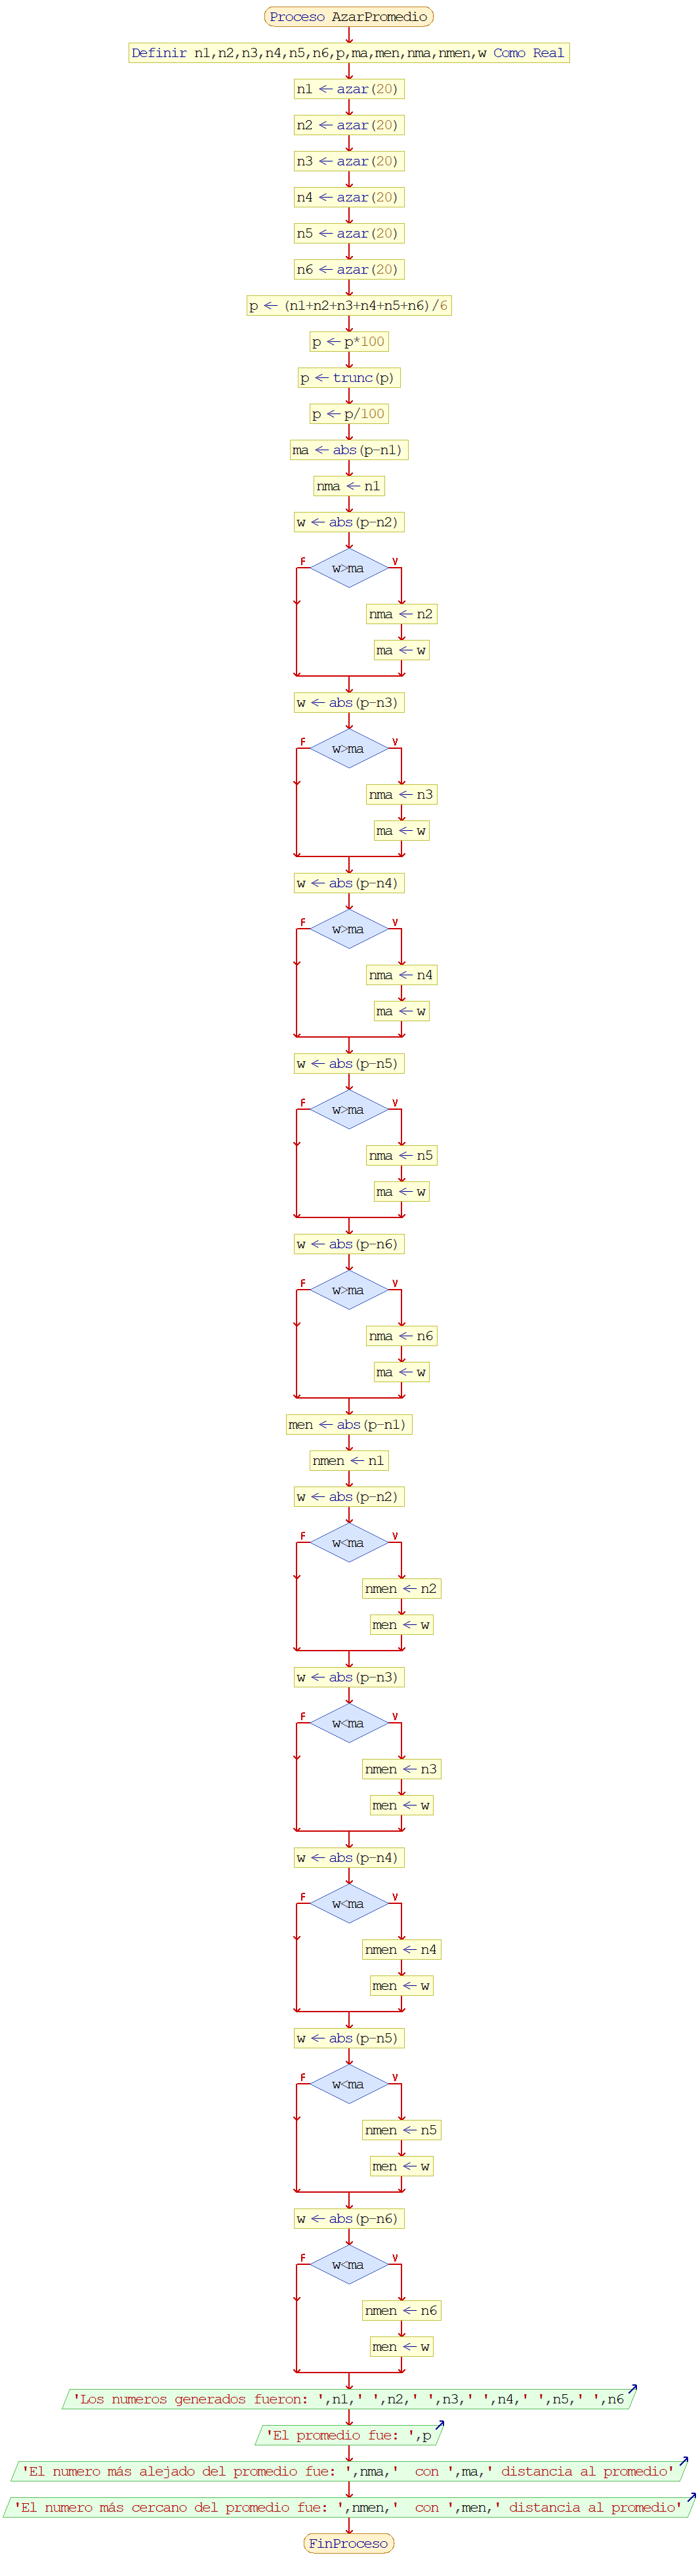 Proceso AzarPromedio
Definir n1,n2,n3,n4,n5,n6,p,ma,men,nma,nmen,w Como Real
n1 ← azar(20)
n2 ← azar(20)
n3 ← azar(20)
n4 ← azar(20)
n5 ← azar(20)
n6 ← azar(20)
p ← (n1+n2+n3+n4+n5+n6)/6
p ← p*100
p ← trunc(p)
p ← p/100
ma ← abs(p-n1)
nma ← n1
w ← abs(p-n2)
F w>ma V
nma ← n2
ma ← w
w ← abs(p-n3)
F w>ma V
nma ← n3
ma ← w
w ← abs(p-n4)
F w>ma V
nma ← n4
ma ← w
w ← abs(p-n5)
F w>ma V
nma ← n5
ma ← w
w ← abs(p-n6)
F w>ma V
nma ← n6
ma ← w
men ← abs(p-n1)
nmen ← n1
w ← abs(p-n2)
F w<ma V
nmen ← n2
men ← w
w ← abs(p-n3)
F w<ma V
nmen ← n3
men ← w
w ← abs(p-n4)
F w<ma V
nmen ← n4
men ← w
w ← abs(p-n5)
F w<ma V
nmen ← n5
men ← w
w ← abs(p-n6)
F w<ma V
nmen ← n6
men ← w
'Los numeros generados fueron: ',n1,' ',n2,' ',n3,' ',n4,' ',n5,' ',n6
'El promedio fue: ',p
'El numero más alejado del promedio fue: ',nma,'  con ',ma,' distancia al promedio'
'El numero más cercano del promedio fue: ',nmen,'  con ',men,' distancia al promedio'
FinProceso